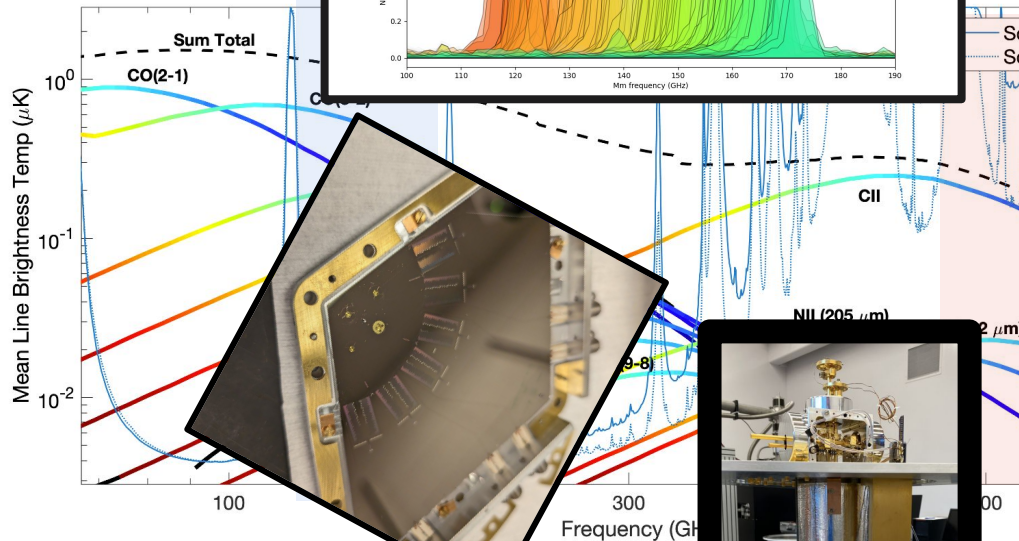 0.2
0.0
100 110 120 130 140 150 160 170 180 190
Mm frequency (GHz)
Sum Total
CO(2-1)
CII
NII (205 μm)
9-8)
2 μm)
10⁰
10⁻¹
10⁻²
Mean Line Brightness Temp (μK)
100 300
Frequency (GH